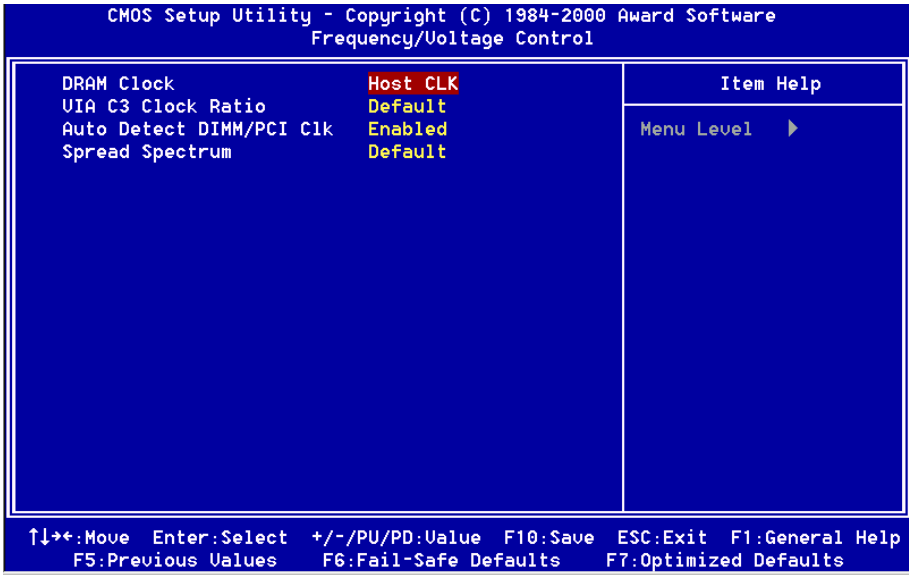 CMOS Setup Utility - Copyright (C) 1984-2000 Award Software
Frequency/Voltage Control
DRAM Clock Host CLK
VIA C3 Clock Ratio Default
Auto Detect DIMM/PCI Clk Enabled
Spread Spectrum Default
Item Help
Menu Level ▶
↑↓→←:Move Enter:Select +/-/PU/PD:Value F10:Save ESC:Exit F1:General Help
F5:Previous Values F6:Fail-Safe Defaults F7:Optimized Defaults